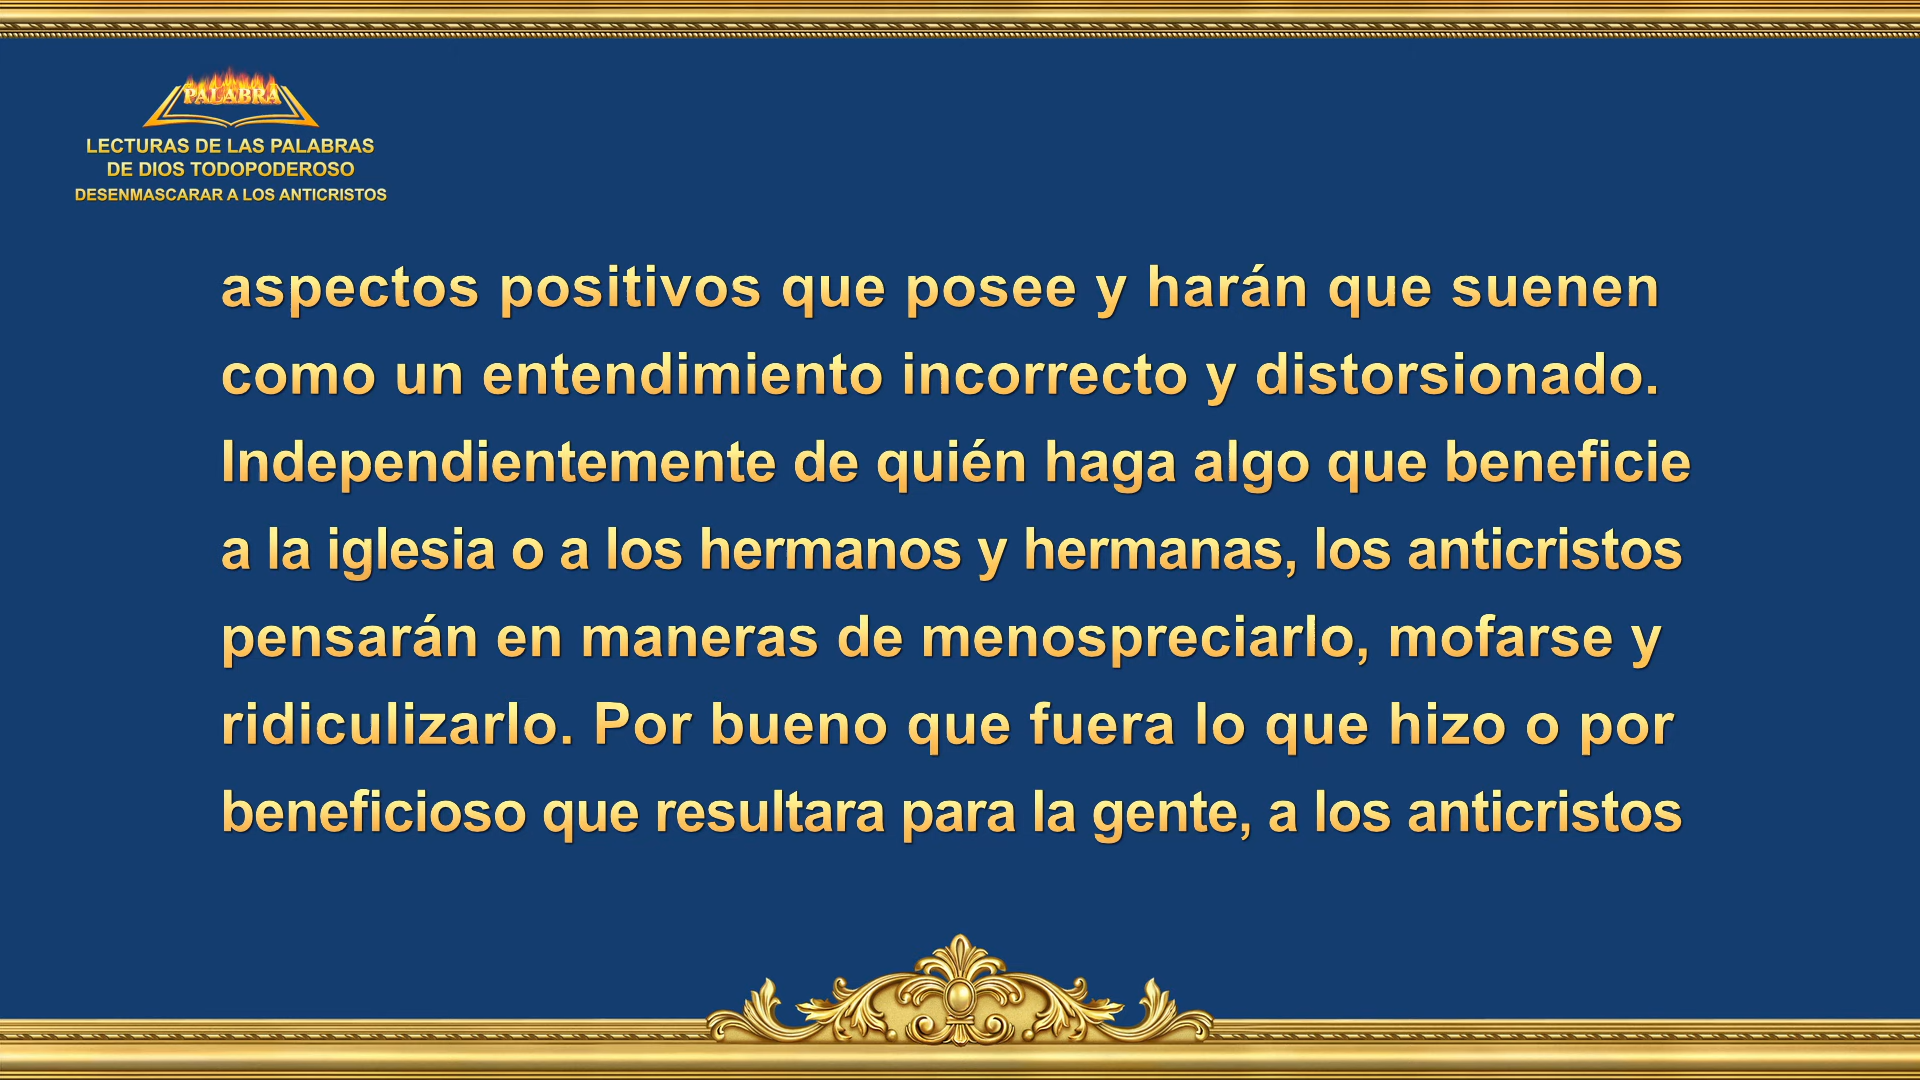 PALABRA
LECTURAS DE LAS PALABRAS
DE DIOS TODOPODEROSO
DESENMASCARAR A LOS ANTICRISTOS
aspectos positivos que posee y harán que suenen
como un entendimiento incorrecto y distorsionado.
Independientemente de quién haga algo que beneficie
a la iglesia o a los hermanos y hermanas, los anticristos
pensarán en maneras de menospreciarlo, mofarse y
ridiculizarlo. Por bueno que fuera lo que hizo o por
beneficioso que resultara para la gente, a los anticristos